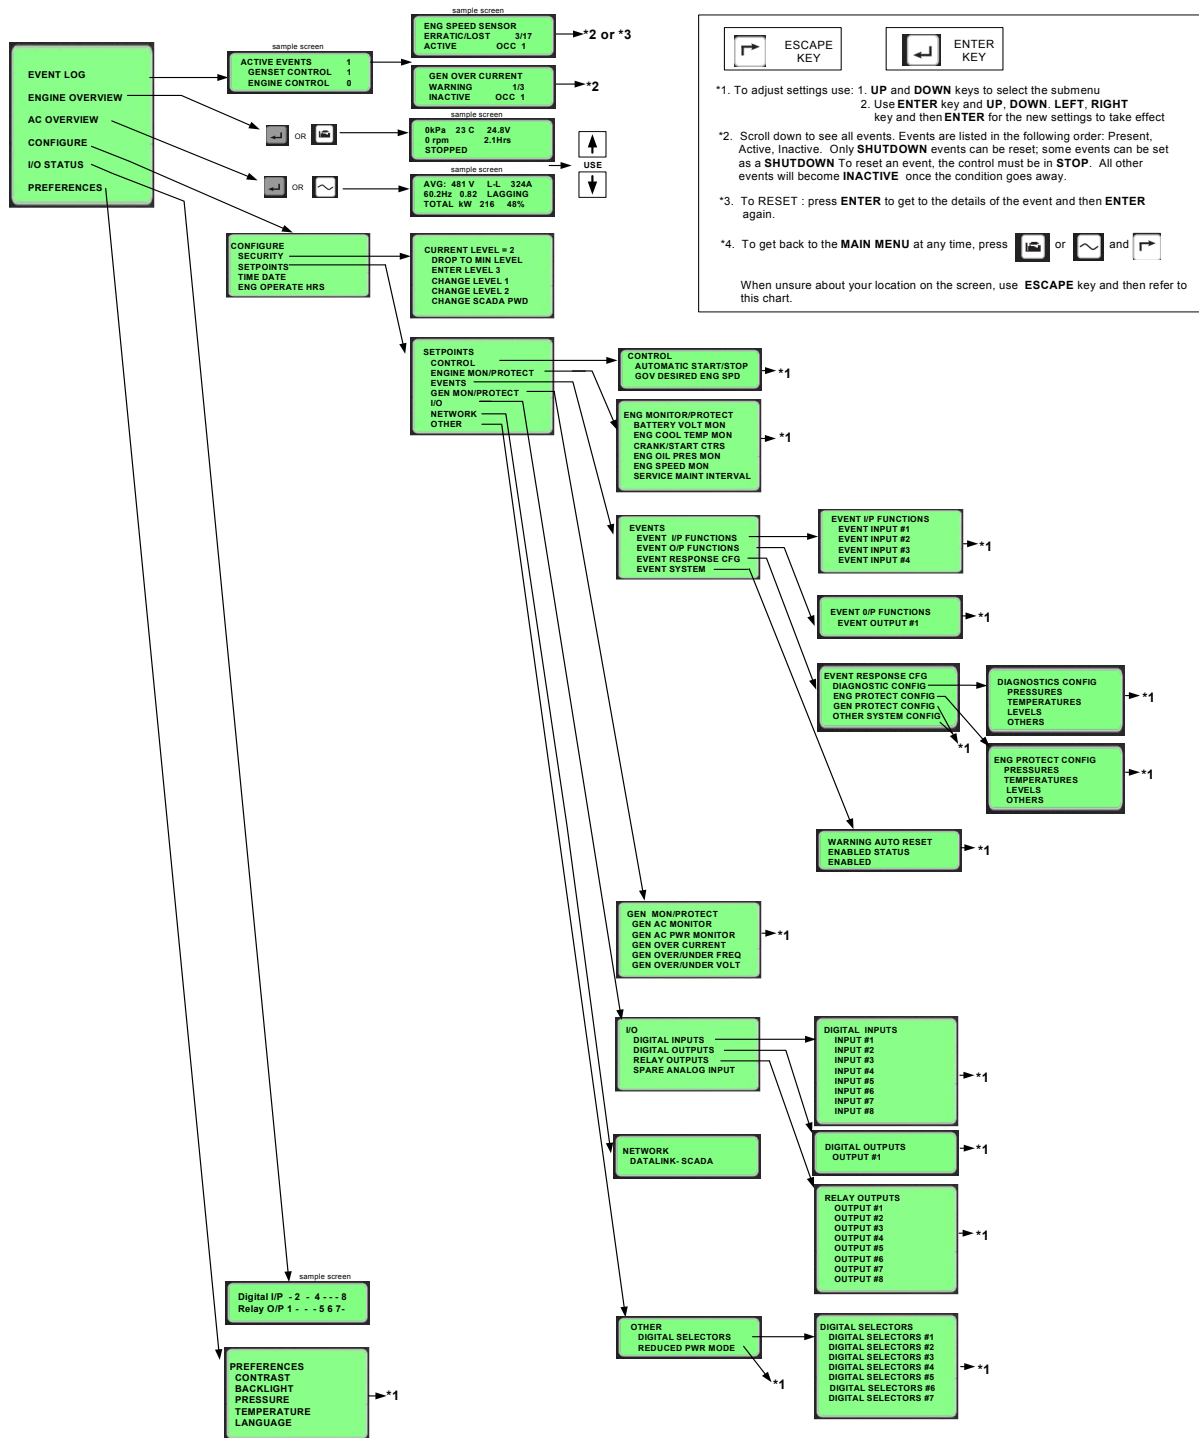 EVENT LOG
ENGINE OVERVIEW
AC OVERVIEW
CONFIGURE
I/O STATUS
PREFERENCES
sample screen
ACTIVE EVENTS 1
GENSET CONTROL 1
ENGINE CONTROL 0
sample screen
ENG SPEED SENSOR
ERRATIC/LOST 3/17
ACTIVE OCC 1
*2 or *3
GEN OVER CURRENT
WARNING 1/3
INACTIVE OCC 1
*2
OR
sample screen
0kPa 23 C 24.8V
0 rpm 2.1Hrs
STOPPED
OR
sample screen
AVG: 481 V L-L 324A
60.2Hz 0.82 LAGGING
TOTAL kW 216 48%
USE
ESCAPE
KEY
ENTER
KEY
*1. To adjust settings use: 1. UP and DOWN keys to select the submenu
2. Use ENTER key and UP, DOWN. LEFT, RIGHT
key and then ENTER for the new settings to take effect
*2. Scroll down to see all events. Events are listed in the following order: Present,
Active, Inactive. Only SHUTDOWN events can be reset; some events can be set
as a SHUTDOWN To reset an event, the control must be in STOP. All other
events will become INACTIVE once the condition goes away.
*3. To RESET : press ENTER to get to the details of the event and then ENTER
again.
*4. To get back to the MAIN MENU at any time, press or and
When unsure about your location on the screen, use ESCAPE key and then refer to
this chart.
CONFIGURE
SECURITY
SETPOINTS
TIME DATE
ENG OPERATE HRS
CURRENT LEVEL = 2
DROP TO MIN LEVEL
ENTER LEVEL 3
CHANGE LEVEL 1
CHANGE LEVEL 2
CHANGE SCADA PWD
SETPOINTS
CONTROL
ENGINE MON/PROTECT
EVENTS
GEN MON/PROTECT
I/O
NETWORK
OTHER
CONTROL
AUTOMATIC START/STOP
GOV DESIRED ENG SPD
*1
ENG MONITOR/PROTECT
BATTERY VOLT MON
ENG COOL TEMP MON
CRANK/START CTRS
ENG OIL PRES MON
ENG SPEED MON
SERVICE MAINT INTERVAL
*1
EVENTS
EVENT I/P FUNCTIONS
EVENT O/P FUNCTIONS
EVENT RESPONSE CFG
EVENT SYSTEM
EVENT I/P FUNCTIONS
EVENT INPUT #1
EVENT INPUT #2
EVENT INPUT #3
EVENT INPUT #4
*1
EVENT 0/P FUNCTIONS
EVENT OUTPUT #1
*1
EVENT RESPONSE CFG
DIAGNOSTIC CONFIG
ENG PROTECT CONFIG
GEN PROTECT CONFIG
OTHER SYSTEM CONFIG
*1
DIAGNOSTICS CONFIG
PRESSURES
TEMPERATURES
LEVELS
OTHERS
*1
ENG PROTECT CONFIG
PRESSURES
TEMPERATURES
LEVELS
OTHERS
*1
WARNING AUTO RESET
ENABLED STATUS
ENABLED
*1
GEN MON/PROTECT
GEN AC MONITOR
GEN AC PWR MONITOR
GEN OVER CURRENT
GEN OVER/UNDER FREQ
GEN OVER/UNDER VOLT
*1
I/O
DIGITAL INPUTS
DIGITAL OUTPUTS
RELAY OUTPUTS
SPARE ANALOG INPUT
DIGITAL INPUTS
INPUT #1
INPUT #2
INPUT #3
INPUT #4
INPUT #5
INPUT #6
INPUT #7
INPUT #8
*1
DIGITAL OUTPUTS
OUTPUT #1
*1
NETWORK
DATALINK- SCADA
RELAY OUTPUTS
OUTPUT #1
OUTPUT #2
OUTPUT #3
OUTPUT #4
OUTPUT #5
OUTPUT #6
OUTPUT #7
OUTPUT #8
*1
sample screen
Digital I/P - 2 - 4 - - - 8
Relay O/P 1 - - - 5 6 7-
OTHER
DIGITAL SELECTORS
REDUCED PWR MODE
*1
DIGITAL SELECTORS
DIGITAL SELECTORS #1
DIGITAL SELECTORS #2
DIGITAL SELECTORS #3
DIGITAL SELECTORS #4
DIGITAL SELECTORS #5
DIGITAL SELECTORS #6
DIGITAL SELECTORS #7
*1
PREFERENCES
CONTRAST
BACKLIGHT
PRESSURE
TEMPERATURE
LANGUAGE
*1